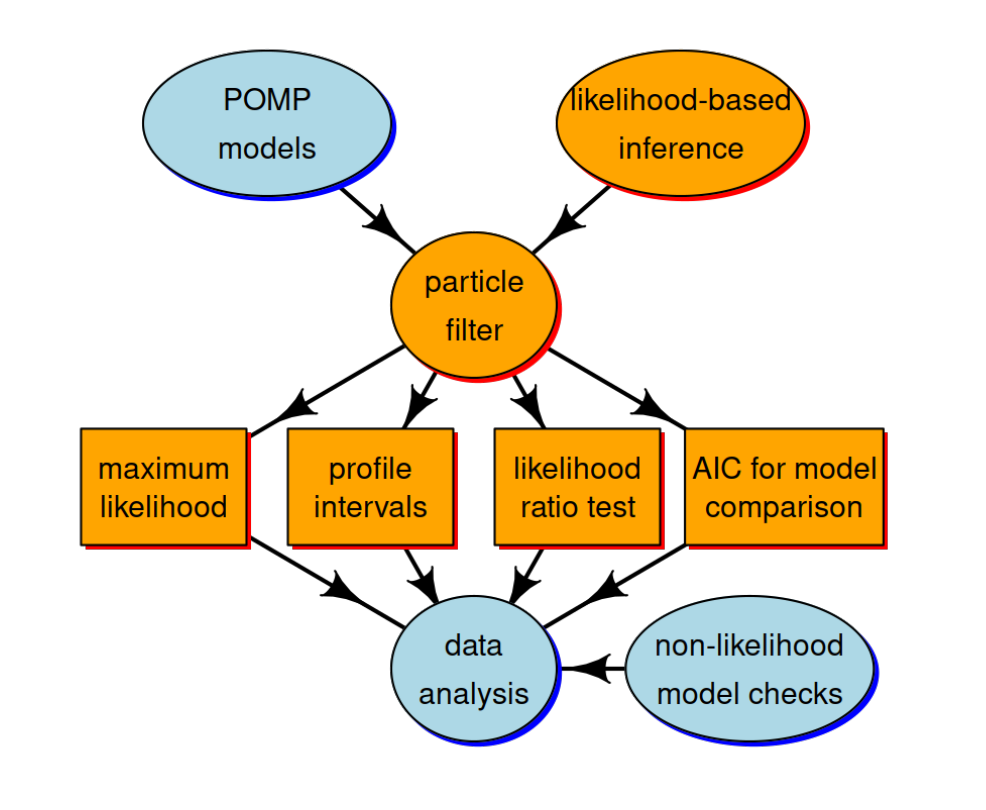 POMP
models
likelihood-based
inference
particle
filter
maximum
likelihood
profile
intervals
likelihood
ratio test
AIC for model
comparison
data
analysis
non-likelihood
model checks